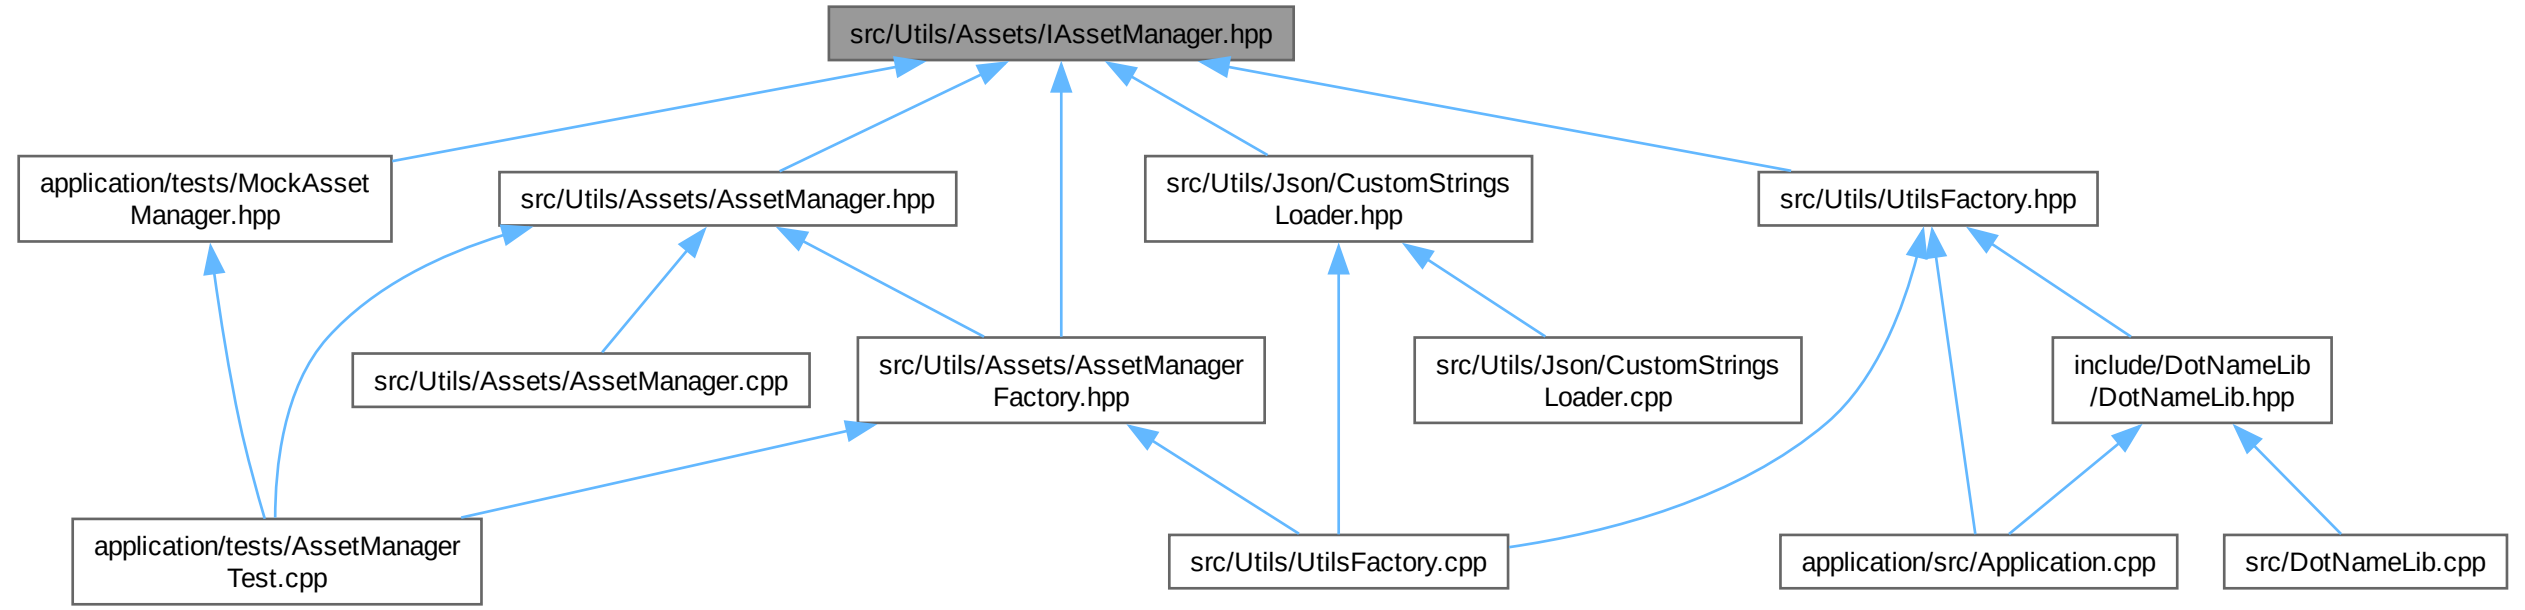 src/Utils/Assets/IAssetManager.hpp
application/tests/MockAsset
Manager.hpp
src/Utils/Assets/AssetManager.hpp
src/Utils/Json/CustomStrings
Loader.hpp
src/Utils/UtilsFactory.hpp
src/Utils/Assets/AssetManager.cpp
src/Utils/Assets/AssetManager
Factory.hpp
src/Utils/Json/CustomStrings
Loader.cpp
include/DotNameLib
/DotNameLib.hpp
application/tests/AssetManager
Test.cpp
src/Utils/UtilsFactory.cpp
application/src/Application.cpp
src/DotNameLib.cpp